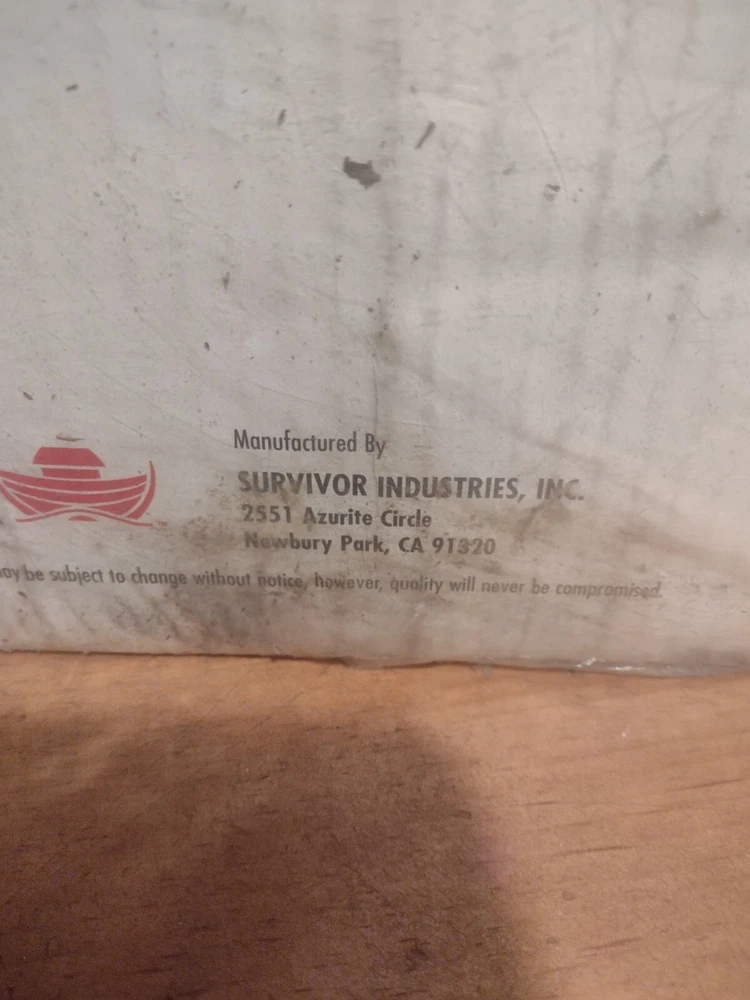 Manufactured By
SURVIVOR INDUSTRIES, INC.
2551 Azurite Circle
Newbury Park, CA 91320
may be subject to change without notice, however, quality will never be compromised.